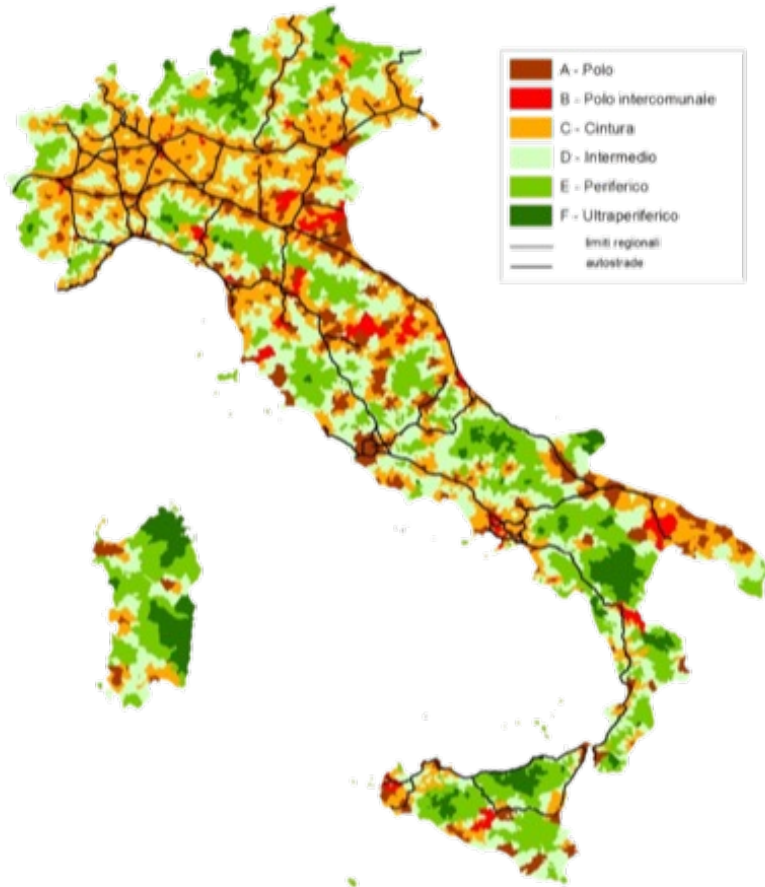 A - Polo
B - Polo intercomunale
C - Cintura
D - Intermedio
E - Periferico
F - Ultraperiferico
limiti regionali
autostrade